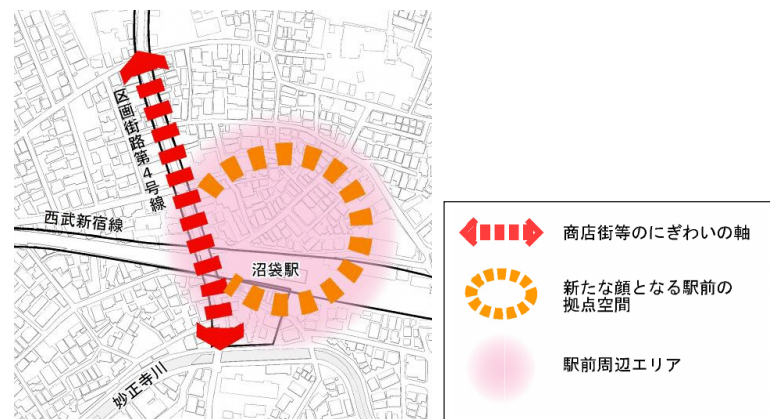 区画街路第4号線
西武新宿線
沼袋駅
妙正寺川
商店街等のにぎわいの軸
新たな顔となる駅前の
拠点空間
駅前周辺エリア